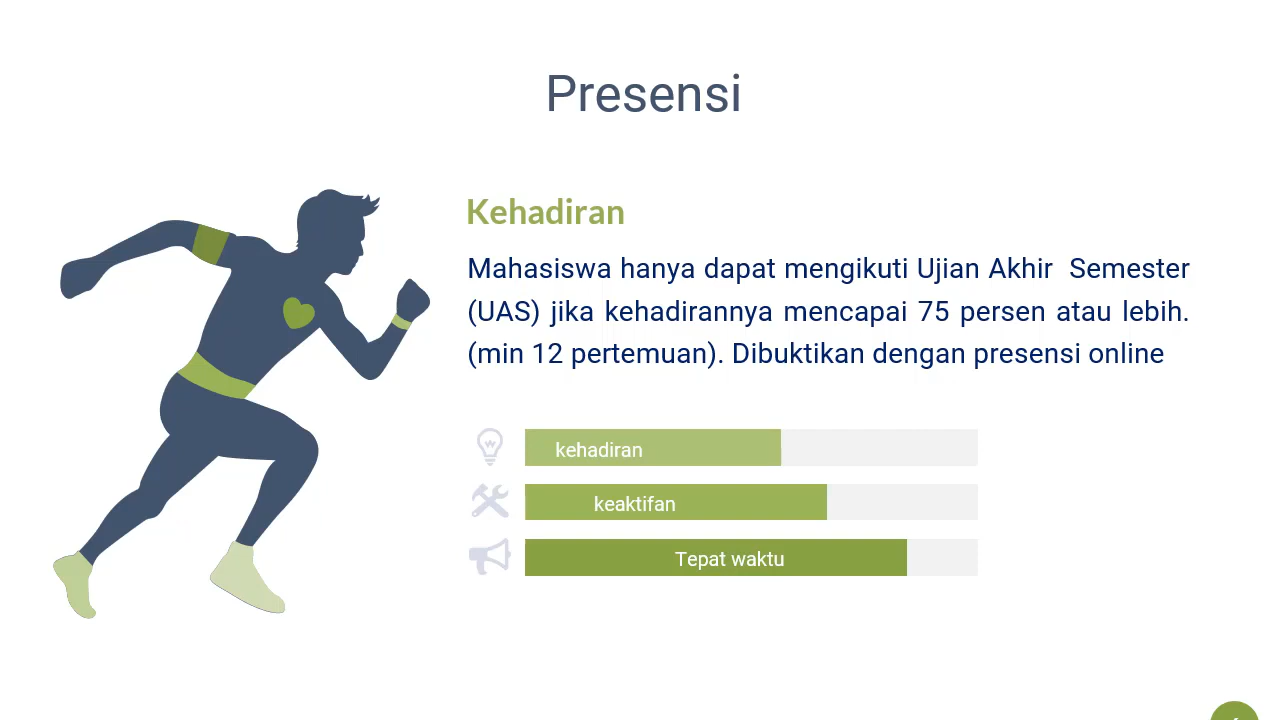 Presensi
Kehadiran
Mahasiswa hanya dapat mengikuti Ujian Akhir  Semester
(UAS) jika kehadirannya mencapai 75 persen atau lebih.
(min 12 pertemuan). Dibuktikan dengan presensi online
kehadiran
keaktifan
Tepat waktu